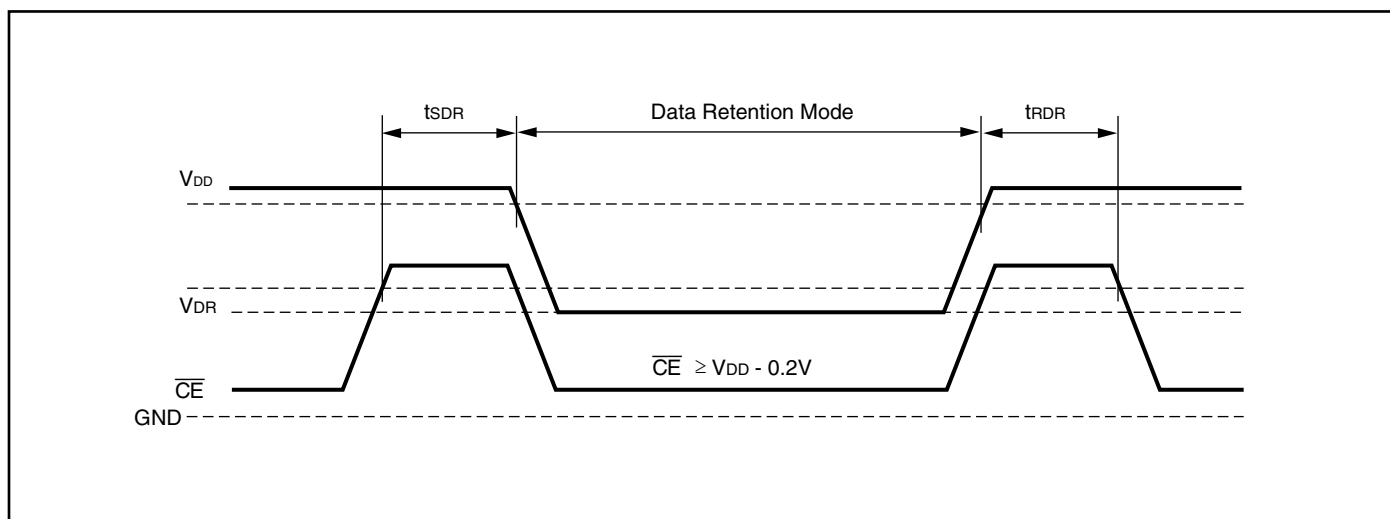 tSDR
Data Retention Mode
tRDR
VDD
VDR
CE ≥ VDD - 0.2V
CE
GND